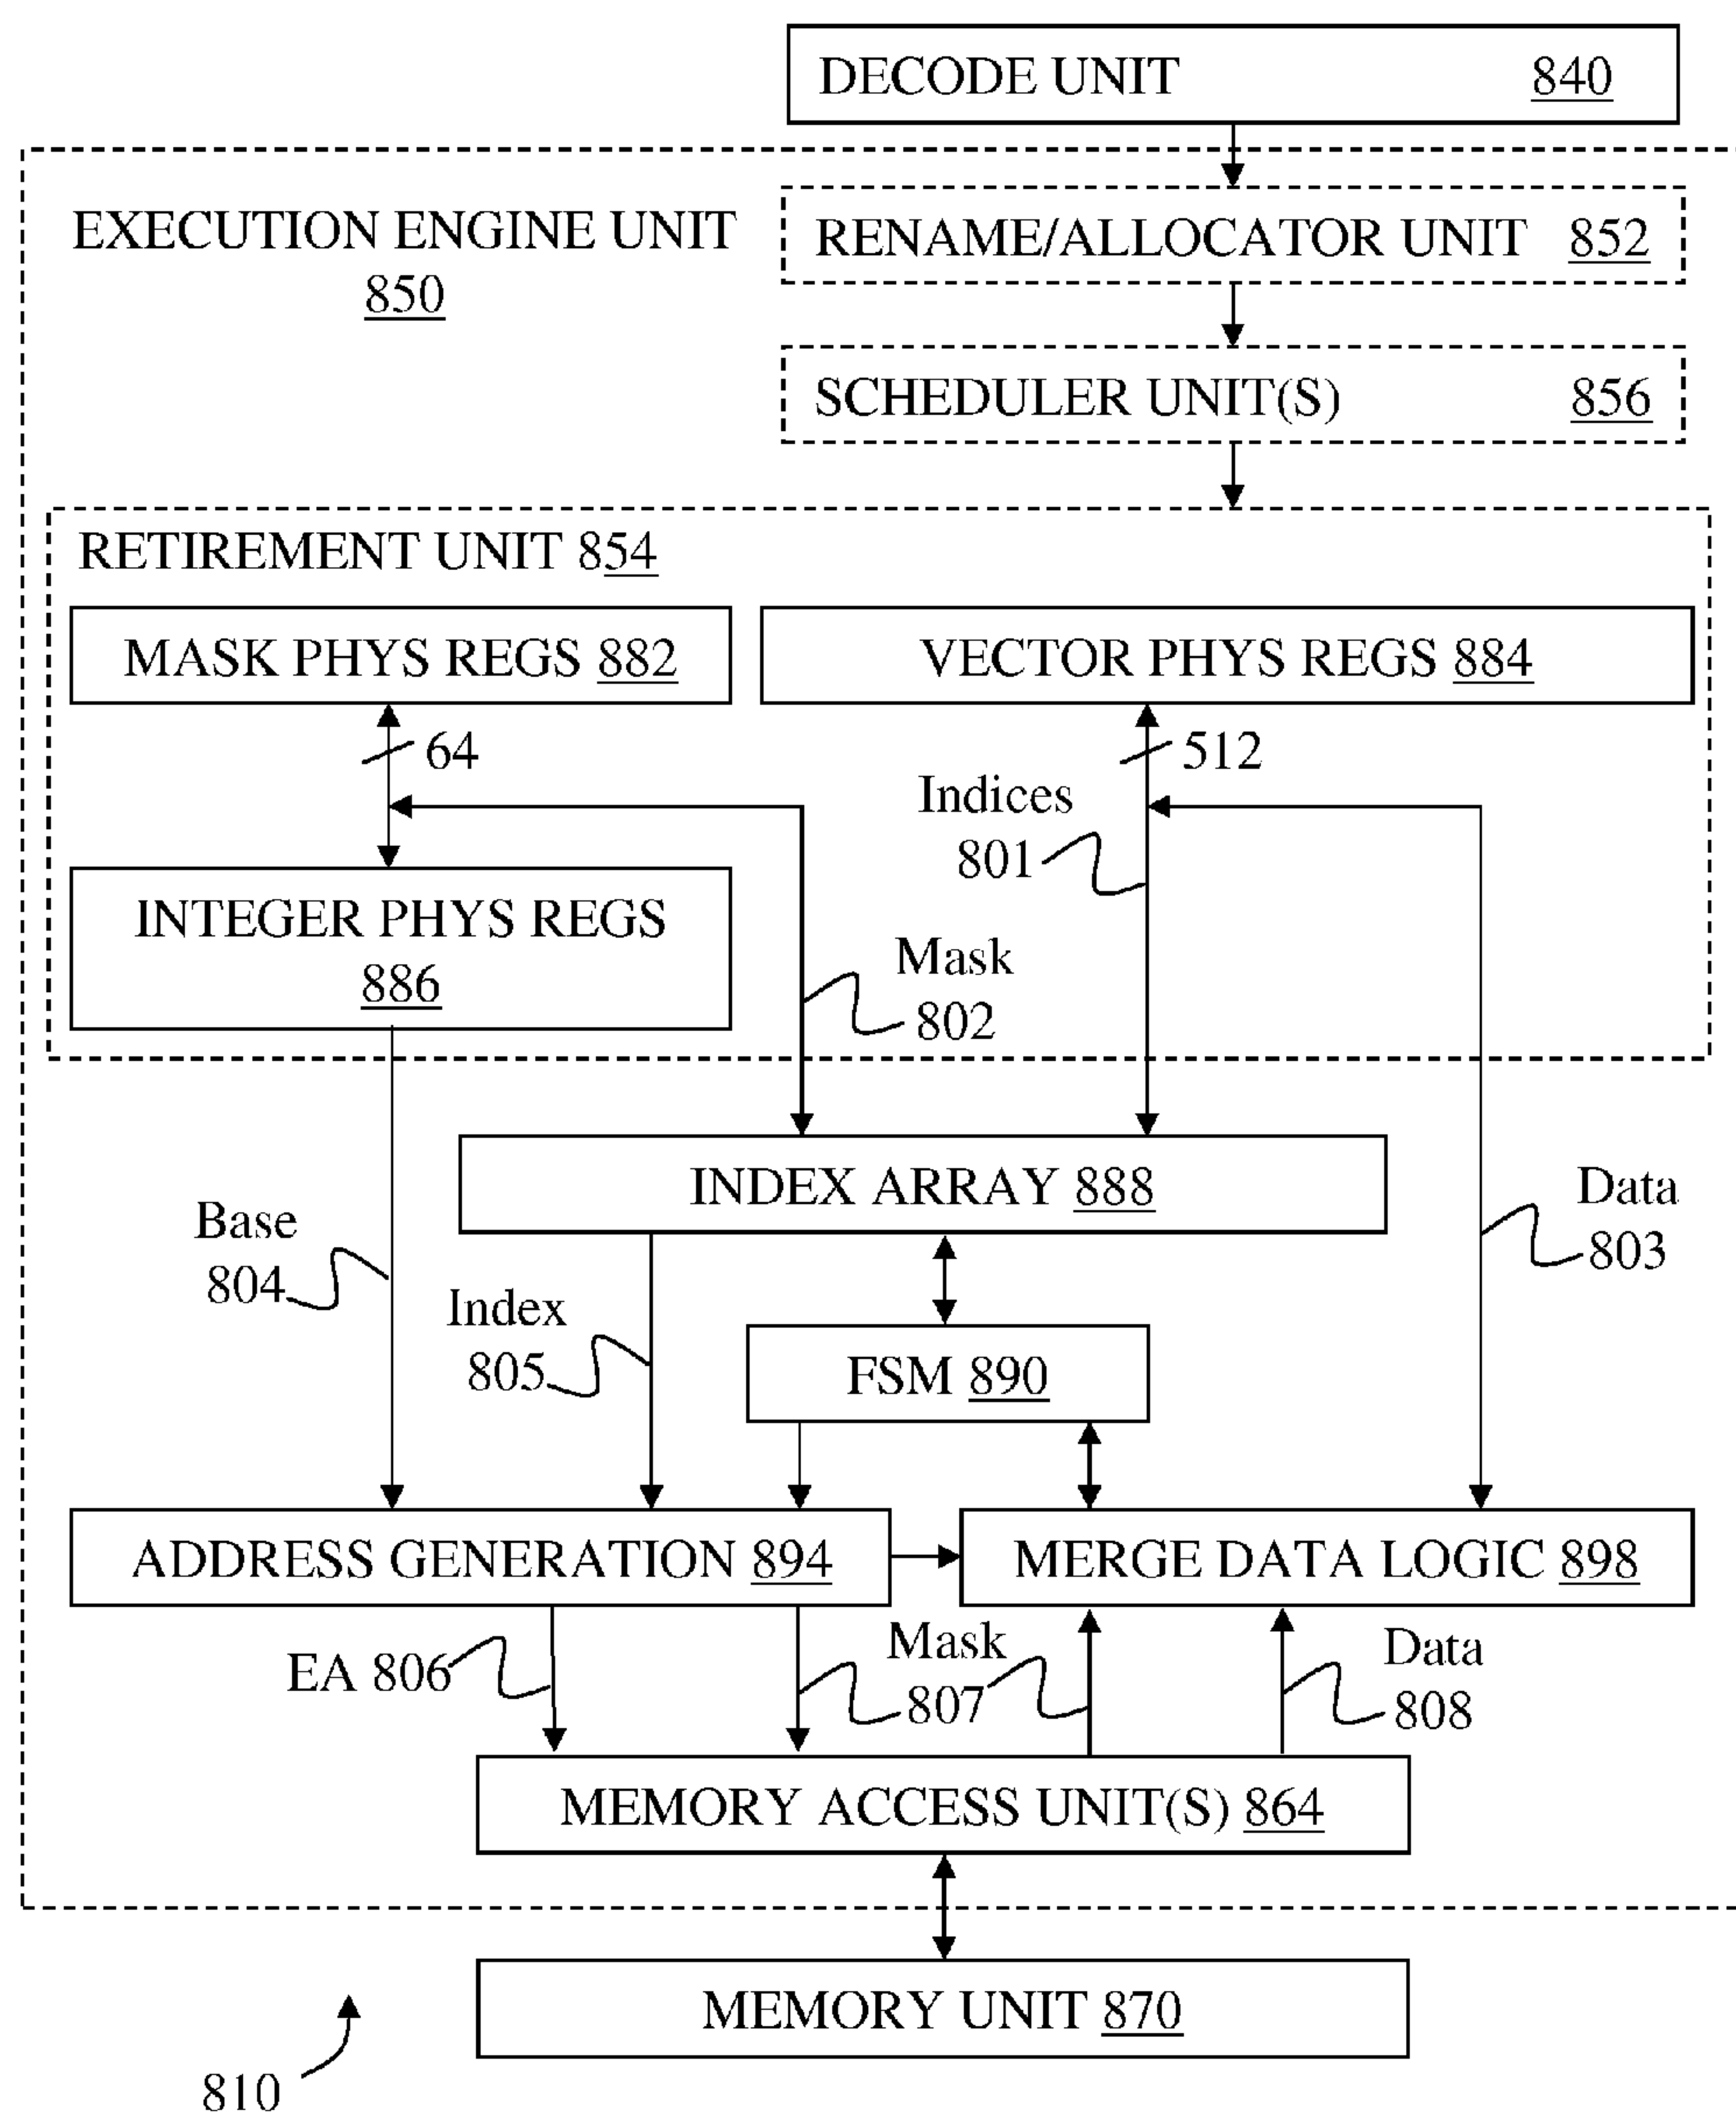 DECODE UNIT 840
EXECUTION ENGINE UNIT
850
RENAME/ALLOCATOR UNIT 852
SCHEDULER UNIT(S) 856
RETIREMENT UNIT 854
MASK PHYS REGS 882
VECTOR PHYS REGS 884
64
512
Indices
801
INTEGER PHYS REGS
886
Mask
802
INDEX ARRAY 888
Data
803
Base
804
Index
805
FSM 890
ADDRESS GENERATION 894
MERGE DATA LOGIC 898
EA 806
Mask
807
Data
808
MEMORY ACCESS UNIT(S) 864
MEMORY UNIT 870
810